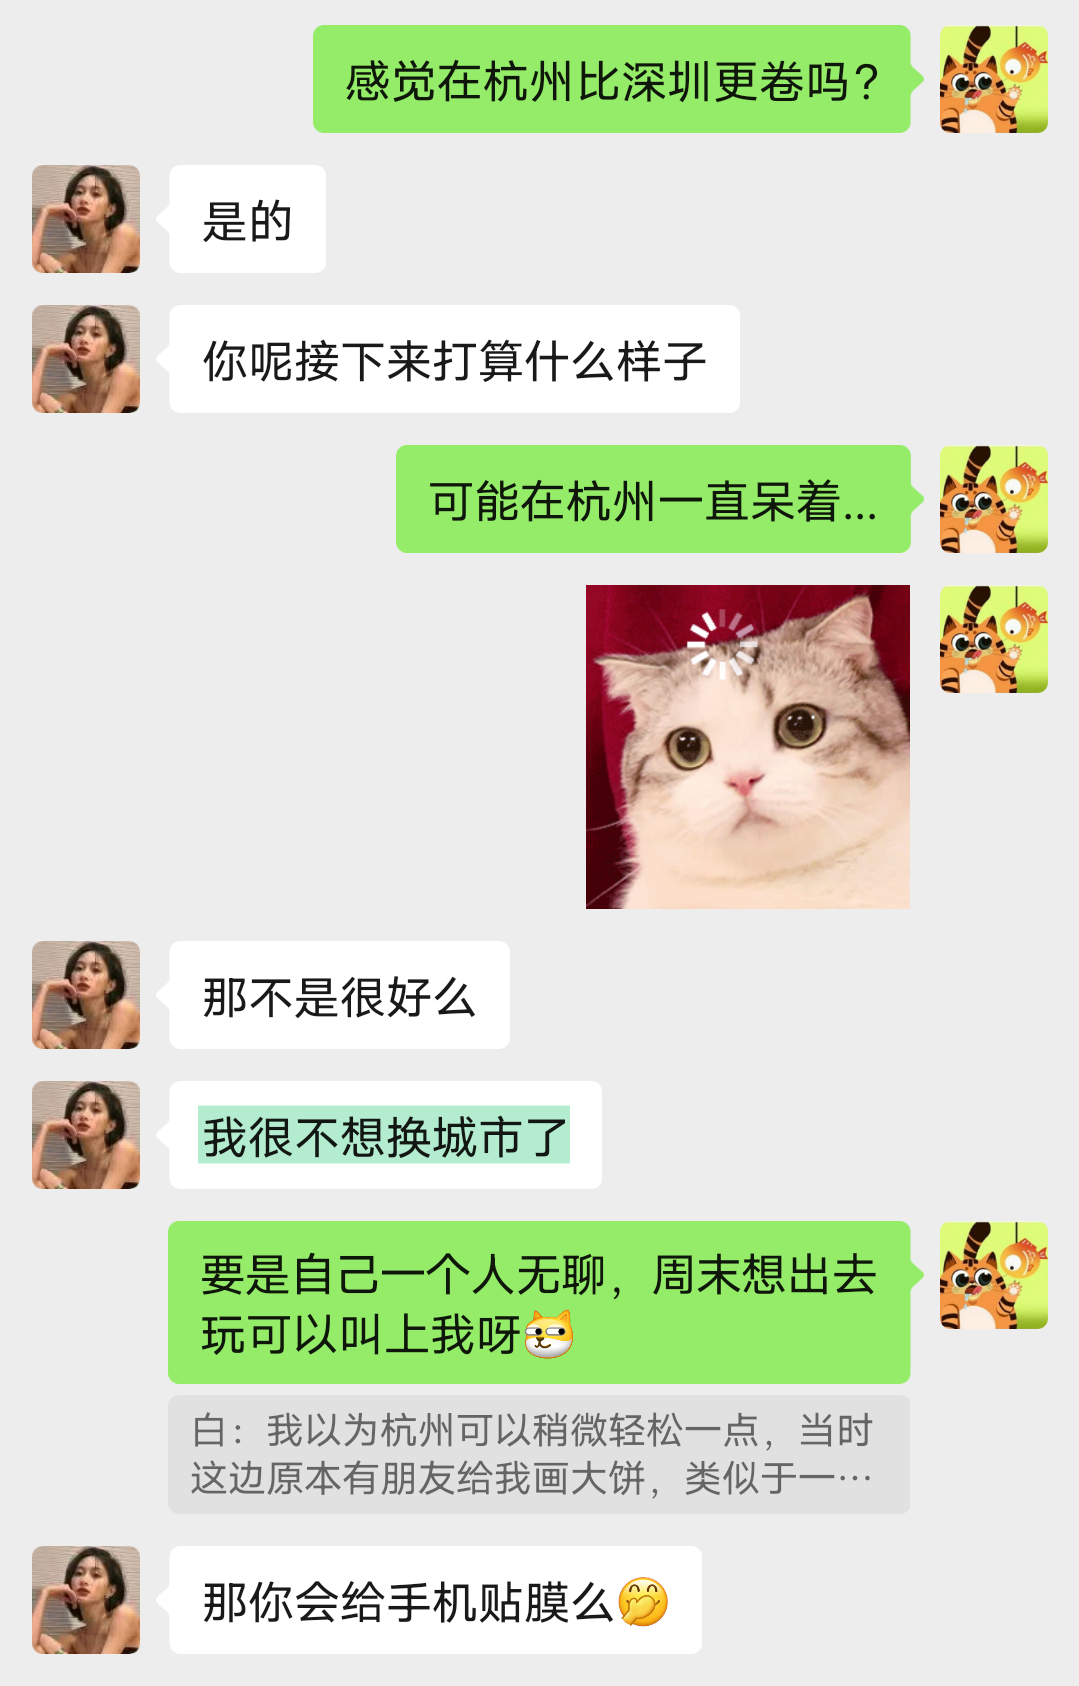 感觉在杭州比深圳更卷吗?
是的
你呢接下来打算什么样子
可能在杭州一直呆着...
那不是很好么
我很不想换城市了
要是自己一个人无聊，周末想出去
玩可以叫上我呀
白：我以为杭州可以稍微轻松一点，当时
这边原本有朋友给我画大饼，类似于一…
那你会给手机贴膜么🤭